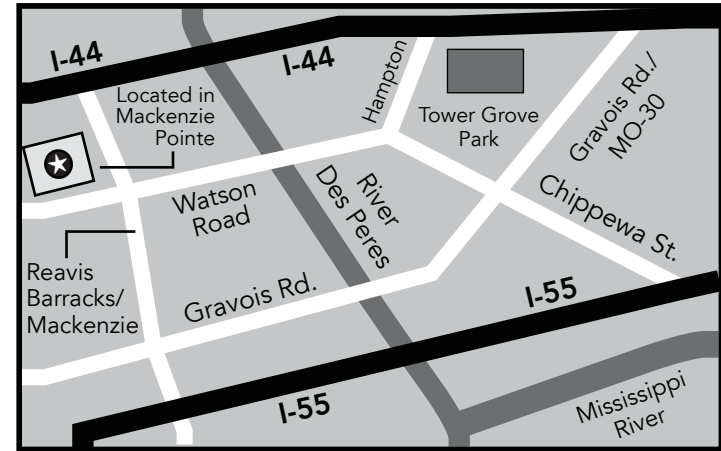 I-44
I-44
Hampton
Located in
Mackenzie
Pointe
Tower Grove
Park
Gravois Rd./
MO-30
Watson
Road
River
Des Peres
Chippewa St.
Reavis
Barracks/
Mackenzie
Gravois Rd.
I-55
I-55
Mississippi
River